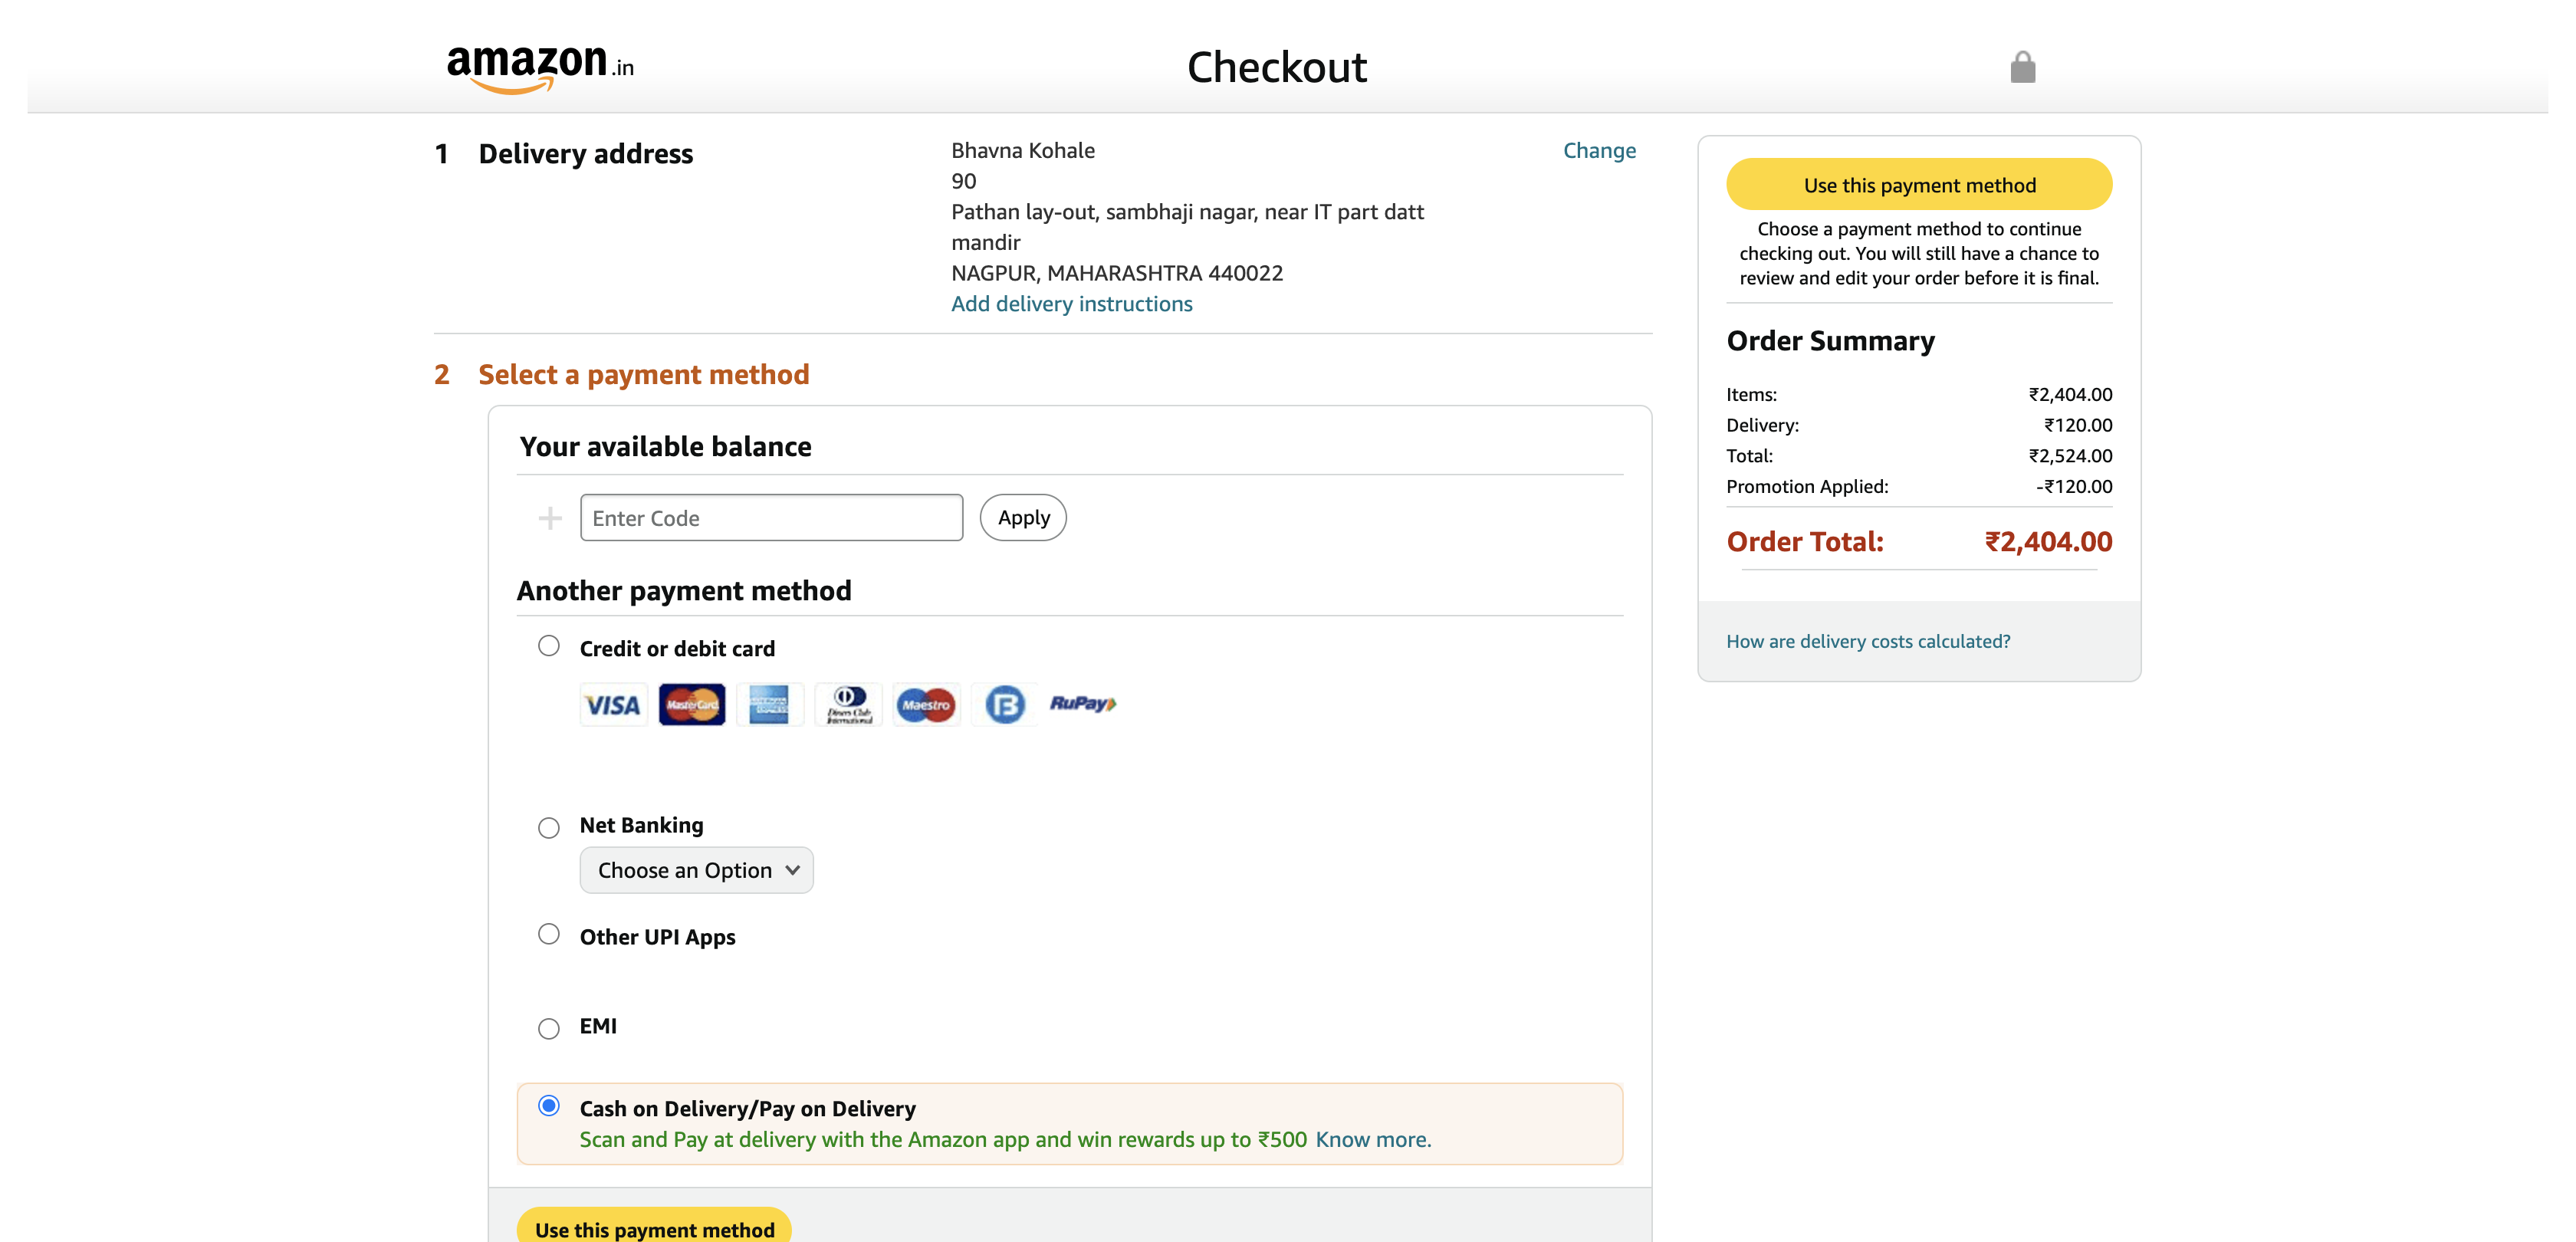 amazon.in
Checkout
1 Delivery address
Bhavna Kohale
90
Pathan lay-out, sambhaji nagar, near IT part datt
mandir
NAGPUR, MAHARASHTRA 440022
Add delivery instructions
Change
2 Select a payment method
Your available balance
Enter Code
Apply
Another payment method
Credit or debit card
VISA MasterCard AMERICAN EXPRESS Diners Club International Maestro B RuPay
Net Banking
Choose an Option
Other UPI Apps
EMI
Cash on Delivery/Pay on Delivery
Scan and Pay at delivery with the Amazon app and win rewards up to ₹500 Know more.
Use this payment method
Use this payment method
Choose a payment method to continue
checking out. You will still have a chance to
review and edit your order before it is final.
Order Summary
Items: ₹2,404.00
Delivery: ₹120.00
Total: ₹2,524.00
Promotion Applied: -₹120.00
Order Total: ₹2,404.00
How are delivery costs calculated?